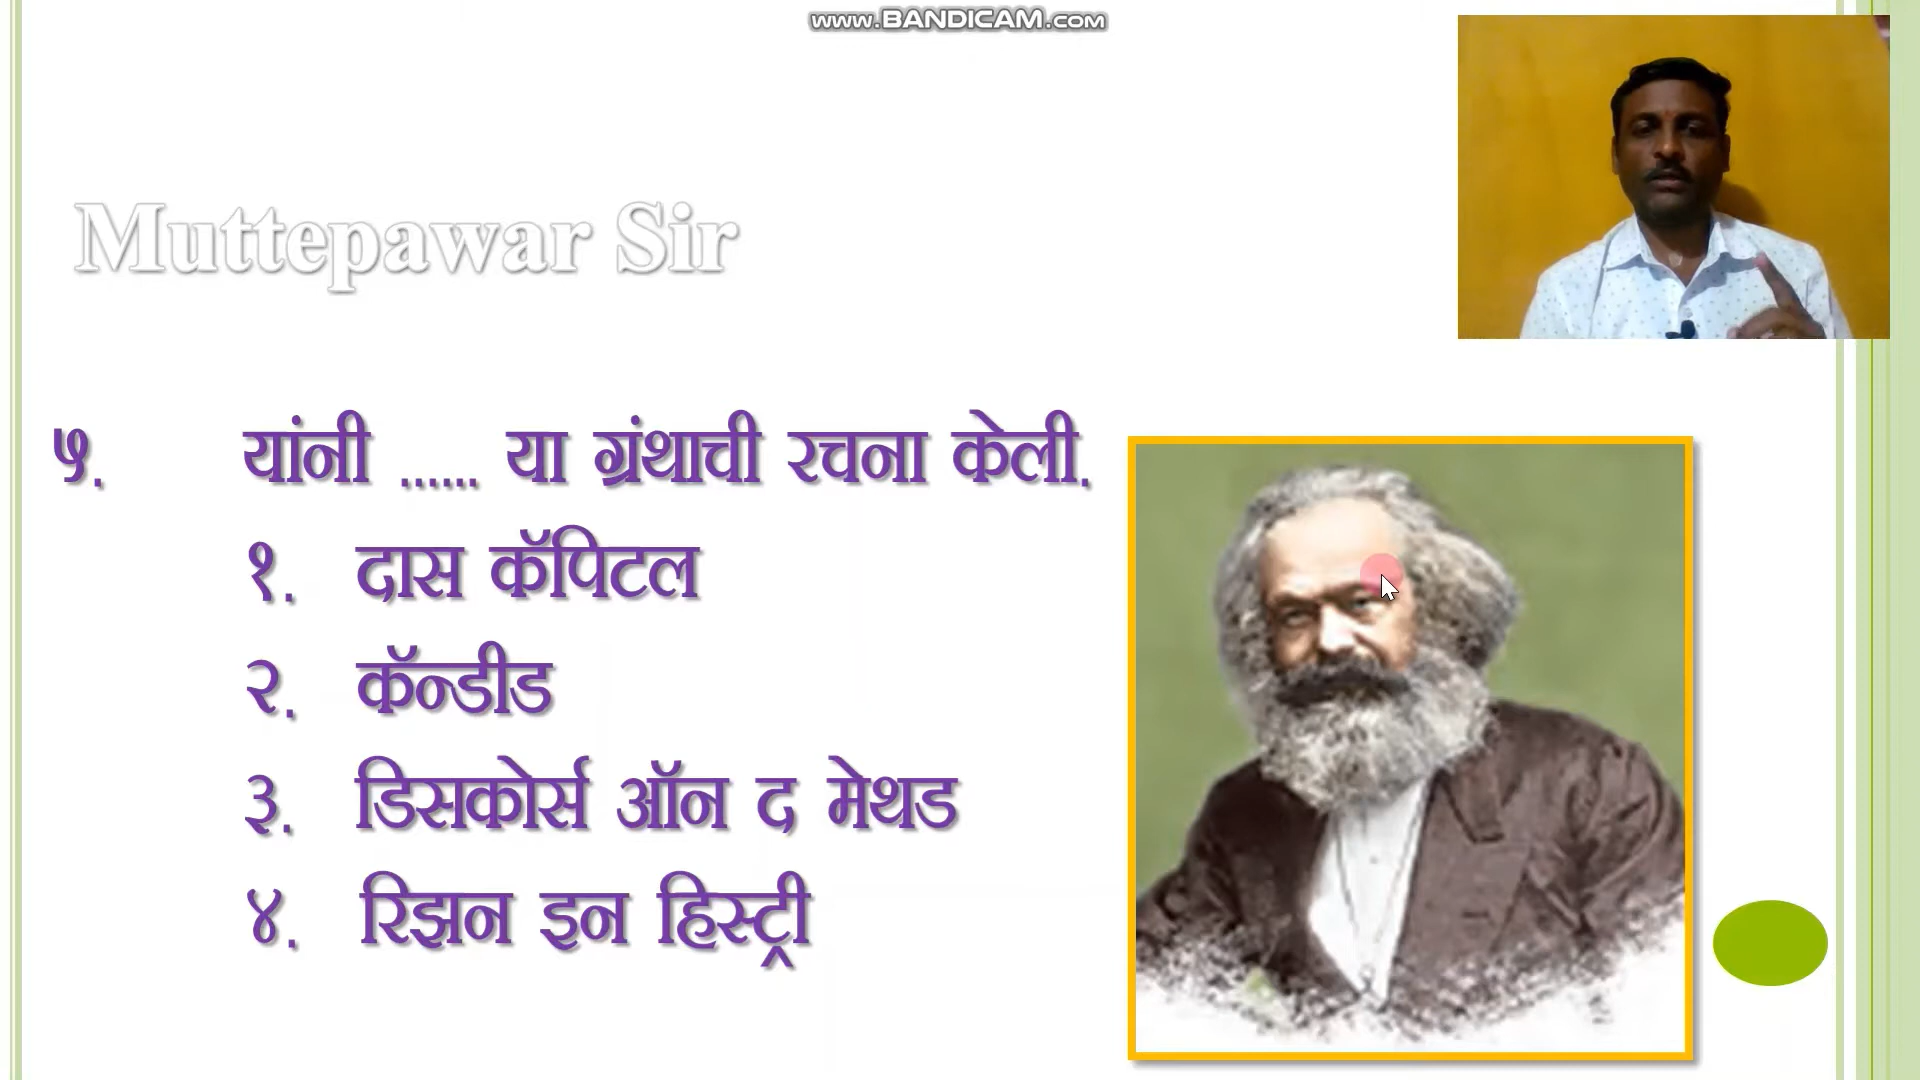 www.BANDICAM.com
Muttepawar Sir
५. यांनी ...... या ग्रंथाची रचना केली.
१. दास कॅपिटल
२. कॅन्डीड
३. डिसकोर्स ऑन द मेथड
४. रिझन इन हिस्ट्री